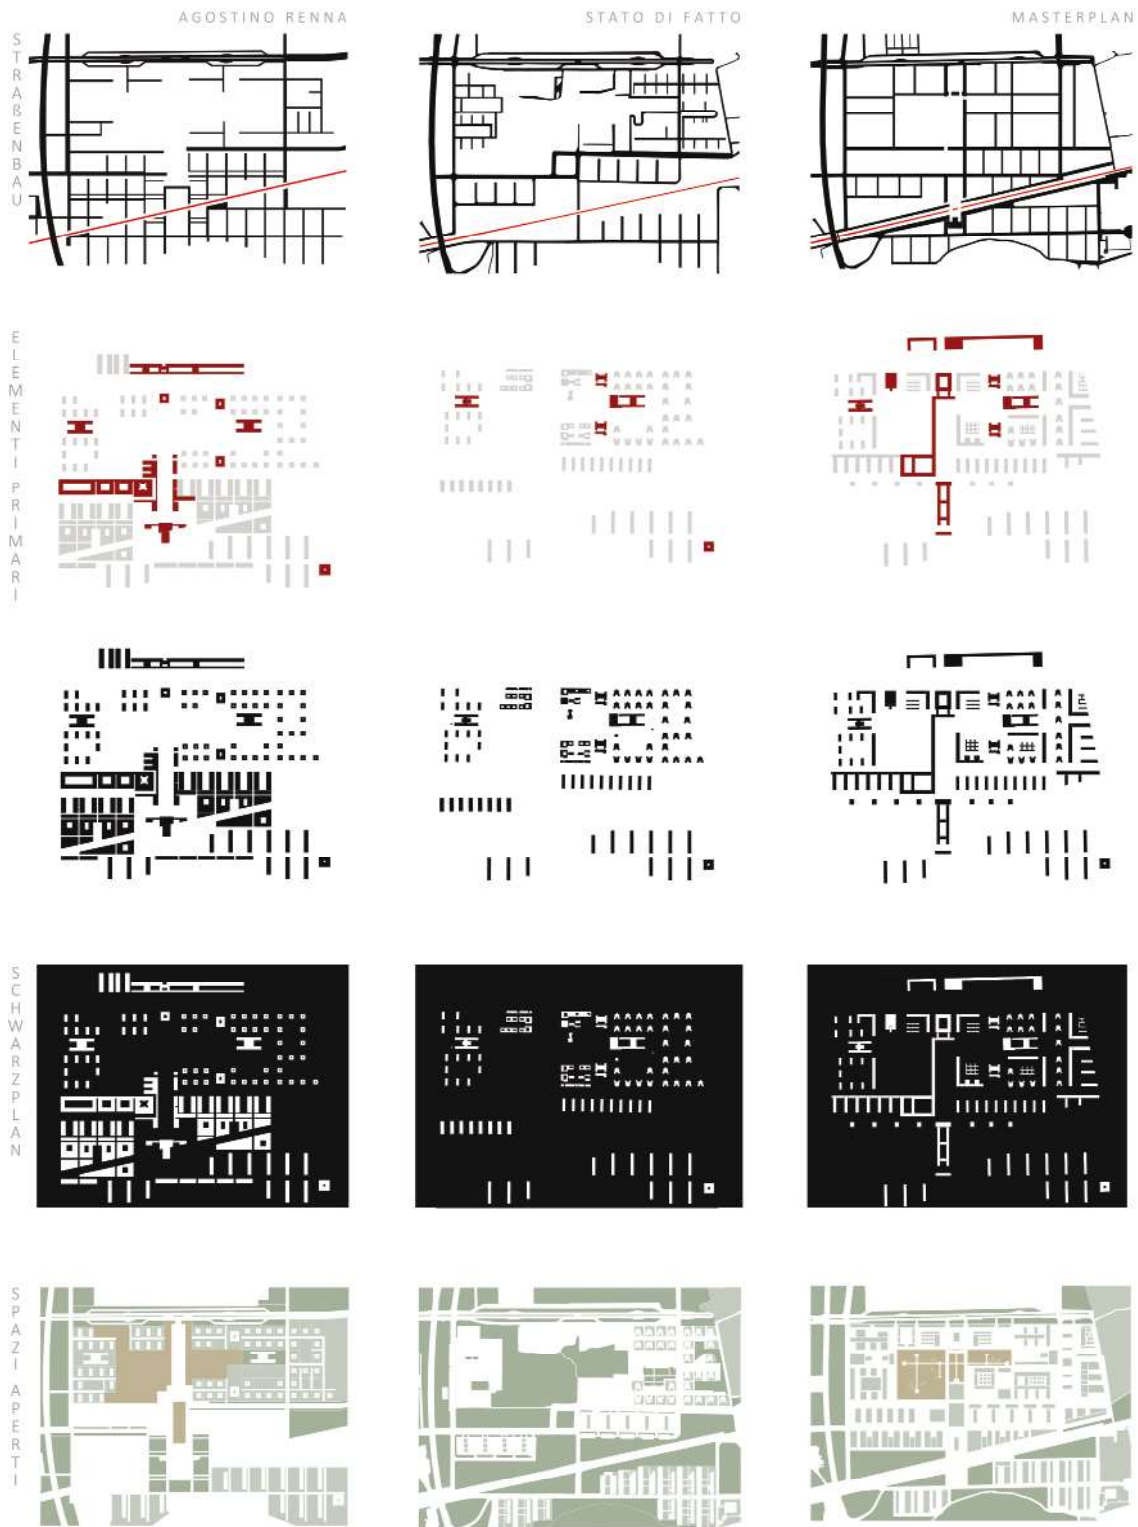 AGOSTINO RENNA
STATO DI FATTO
MASTERPLAN
STRAßENBAU
ELEMENTI PRIMARI
SCHWARZPLAN
SPAZI APERTI